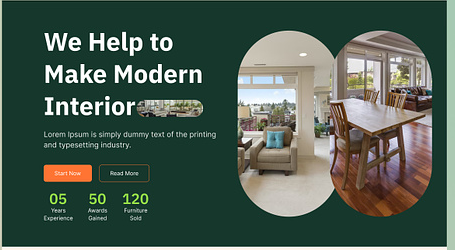 We Help to
Make Modern
Interior
Lorem Ipsum is simply dummy text of the printing
and typesetting industry.
Start Now
Read More
05
50
120
Years
Awards
Furniture
Experience
Gained
Sold